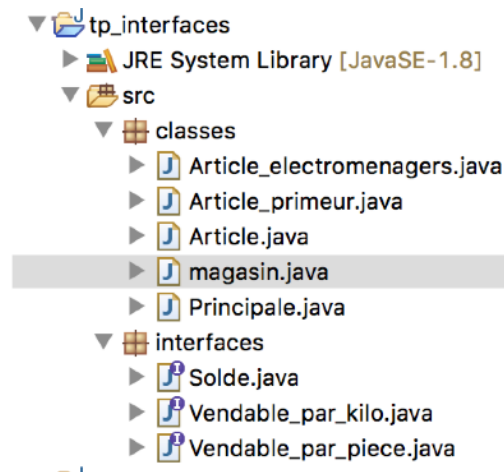 tp_interfaces
JRE System Library [JavaSE-1.8]
src
classes
Article_electromenagers.java
Article_primeur.java
Article.java
magasin.java
Principale.java
interfaces
Solde.java
Vendable_par_kilo.java
Vendable_par_piece.java